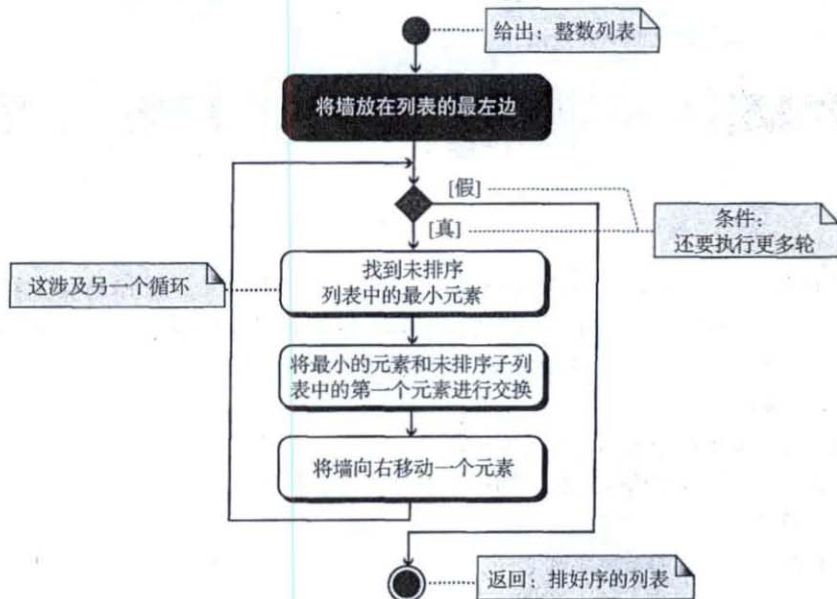 给出：整数列表
将墙放在列表的最左边
[假]
[真]
条件：
还要执行更多轮
找到未排序
列表中的最小元素
这涉及另一个循环
将最小的元素和未排序子列
表中的第一个元素进行交换
将墙向右移动一个元素
返回：排好序的列表